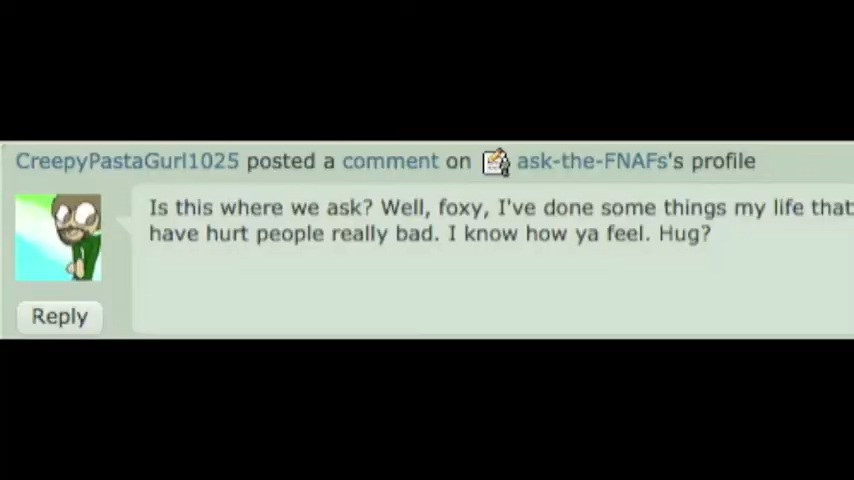 CreepyPastaGurl1025 posted a comment on ask-the-FNAFs's profile
Is this where we ask? Well, foxy, I've done some things my life that
have hurt people really bad. I know how ya feel. Hug?
Reply